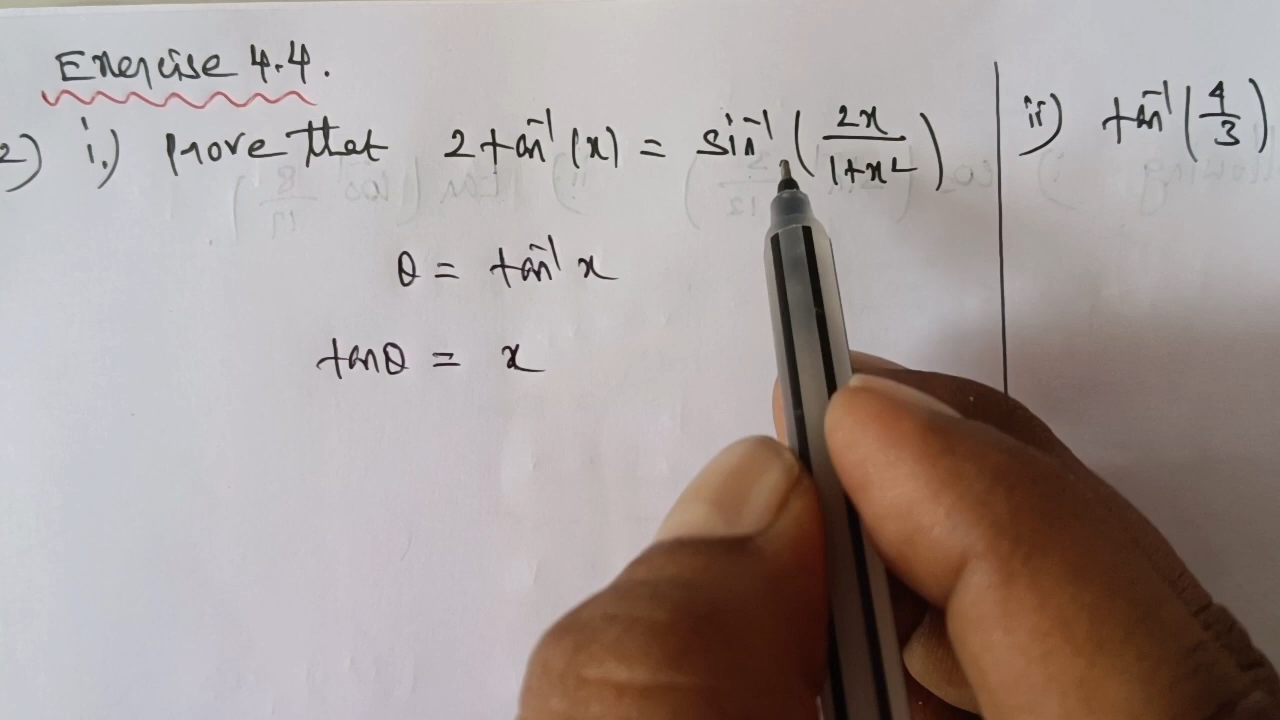 Exercise 4.4.
2) i.) Prove that 2 tan⁻¹(x) = sin⁻¹(2x/1+x²)
θ = tan⁻¹ x
tanθ = x
ii) tan⁻¹(4/3)